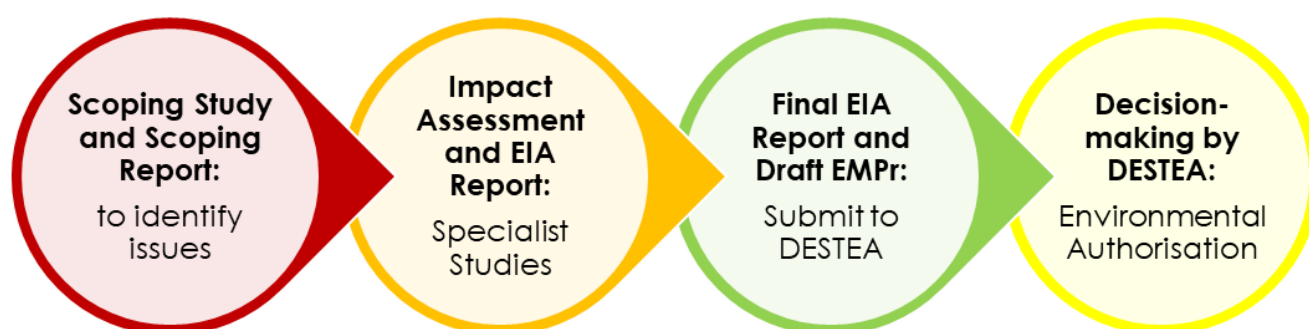 Scoping Study
and Scoping
Report:
to identify
issues
Impact
Assessment
and EIA
Report:
Specialist
Studies
Final EIA
Report and
Draft EMPr:
Submit to
DESTEA
Decision-
making by
DESTEA:
Environmental
Authorisation